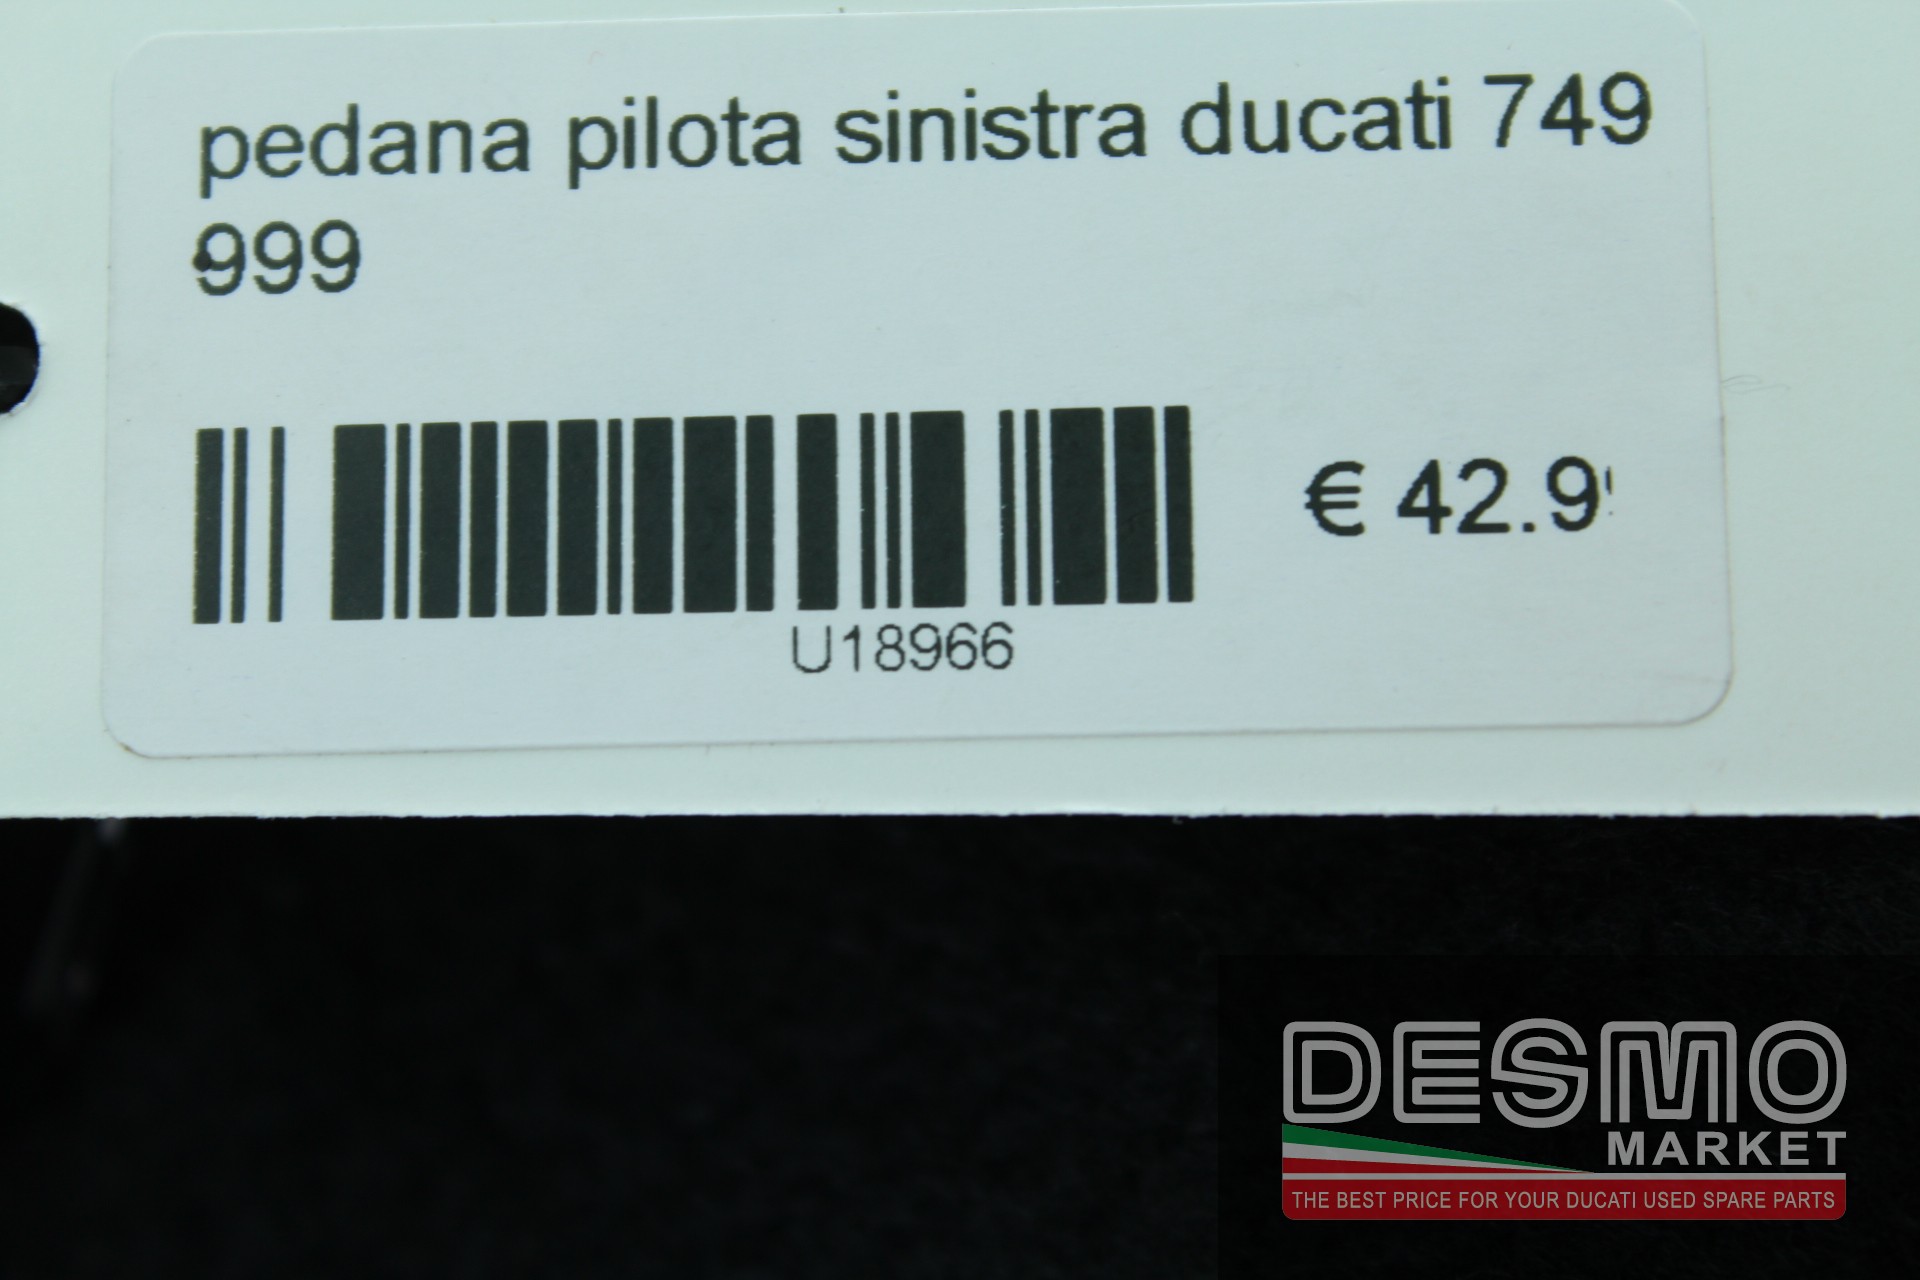 pedana pilota sinistra ducati 749
999
€ 42.9
U18966
DESMO
MARKET
THE BEST PRICE FOR YOUR DUCATI USED SPARE PARTS